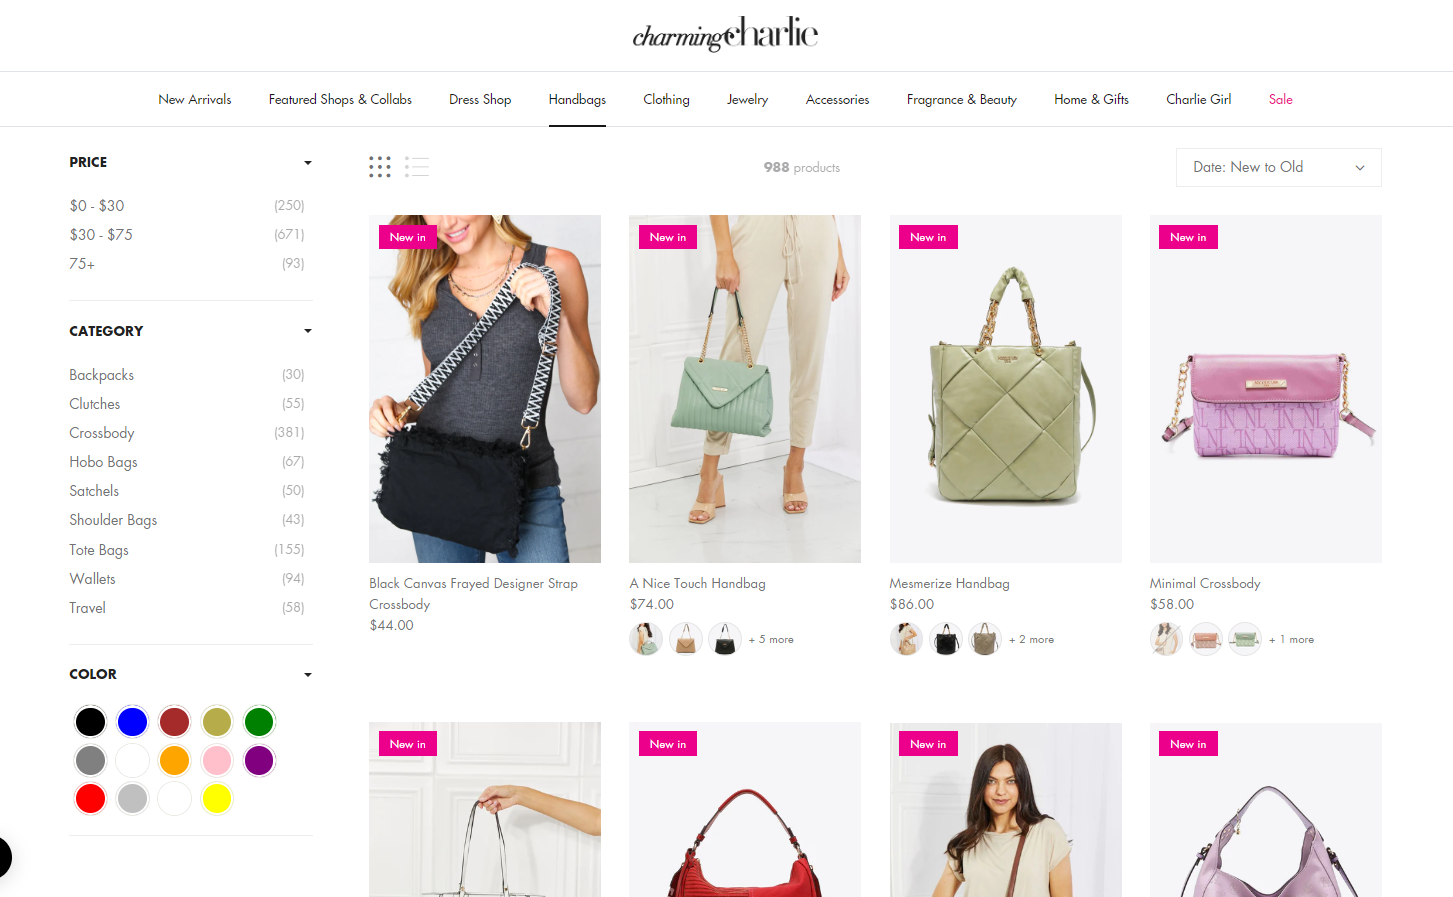 charming charlie
New Arrivals
Featured Shops & Collabs
Dress Shop
Handbags
Clothing
Jewelry
Accessories
Fragrance & Beauty
Home & Gifts
Charlie Girl
Sale
PRICE
$0 - $30 (250)
$30 - $75 (671)
75+ (93)
CATEGORY
Backpacks (30)
Clutches (55)
Crossbody (381)
Hobo Bags (67)
Satchels (50)
Shoulder Bags (43)
Tote Bags (155)
Wallets (94)
Travel (58)
COLOR
988 products
Date: New to Old
New in
Black Canvas Frayed Designer Strap
Crossbody
$44.00
New in
A Nice Touch Handbag
$74.00
+ 5 more
New in
Mesmerize Handbag
$86.00
+ 2 more
New in
Minimal Crossbody
$58.00
+ 1 more
New in
New in
New in
New in